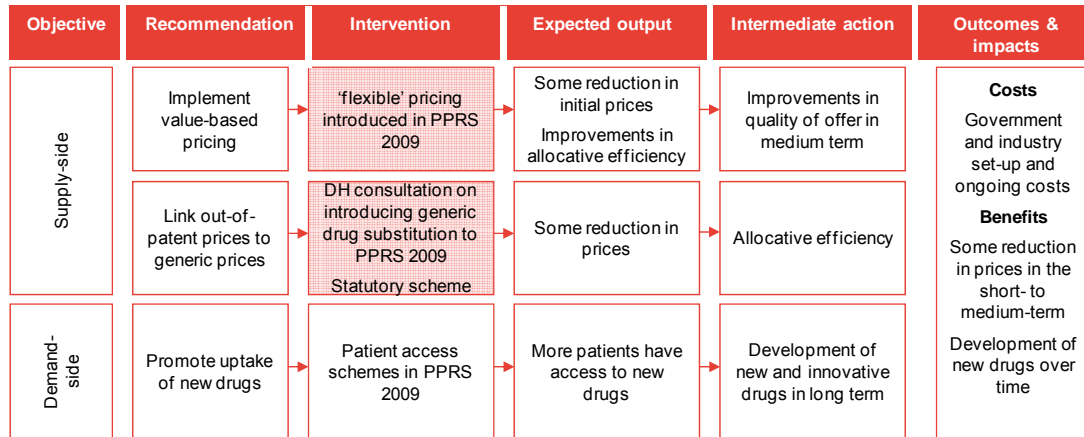 Objective
Recommendation
Intervention
Expected output
Intermediate action
Outcomes &
impacts
Supply-side
Implement
value-based
pricing
‘flexible’ pricing
introduced in PPRS
2009
Some reduction in
initial prices
Improvements in
allocative efficiency
Improvements in
quality of offer in
medium term
Link out-of-
patent prices to
generic prices
DH consultation on
introducing generic
drug substitution to
PPRS 2009
Statutory scheme
Some reduction in
prices
Allocative efficiency
Demand-
side
Promote uptake
of new drugs
Patient access
schemes in PPRS
2009
More patients have
access to new
drugs
Development of
new and innovative
drugs in long term
Costs
Government
and industry
set-up and
ongoing costs
Benefits
Some reduction
in prices in the
short- to
medium-term
Development of
new drugs over
time